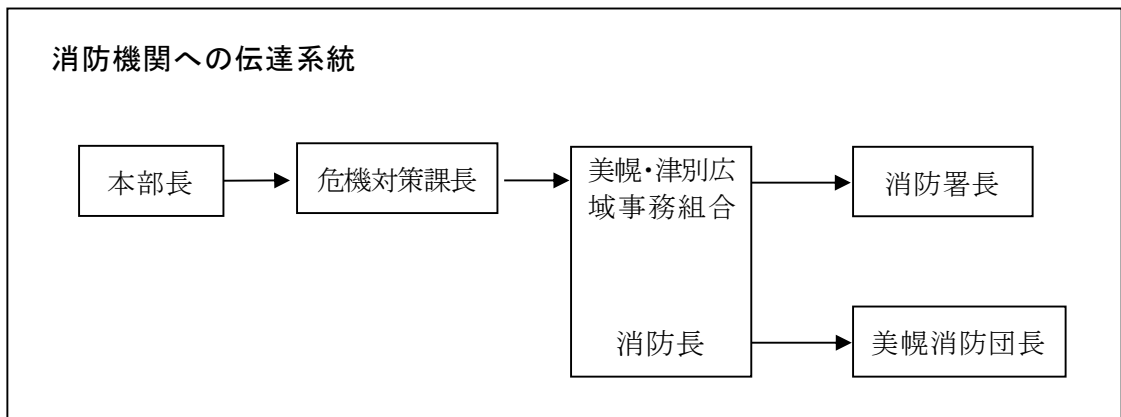 消防機関への伝達系統
本部長
危機対策課長
美幌・津別広
域事務組合
消防長
消防署長
美幌消防団長